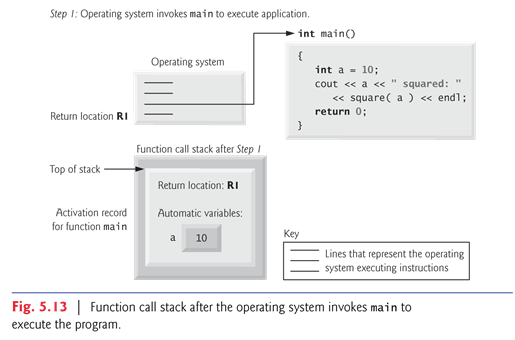 Step 1: Operating system invokes main to execute application.
int main()
{
int a = 10;
cout << a << " squared: "
<< square( a ) << endl;
return 0;
}
Operating system
Return location R1
Function call stack after Step 1
Top of stack
Return location: R1
Activation record
for function main
Automatic variables:
a 10
Key
Lines that represent the operating
system executing instructions
Fig. 5.13 | Function call stack after the operating system invokes main to
execute the program.